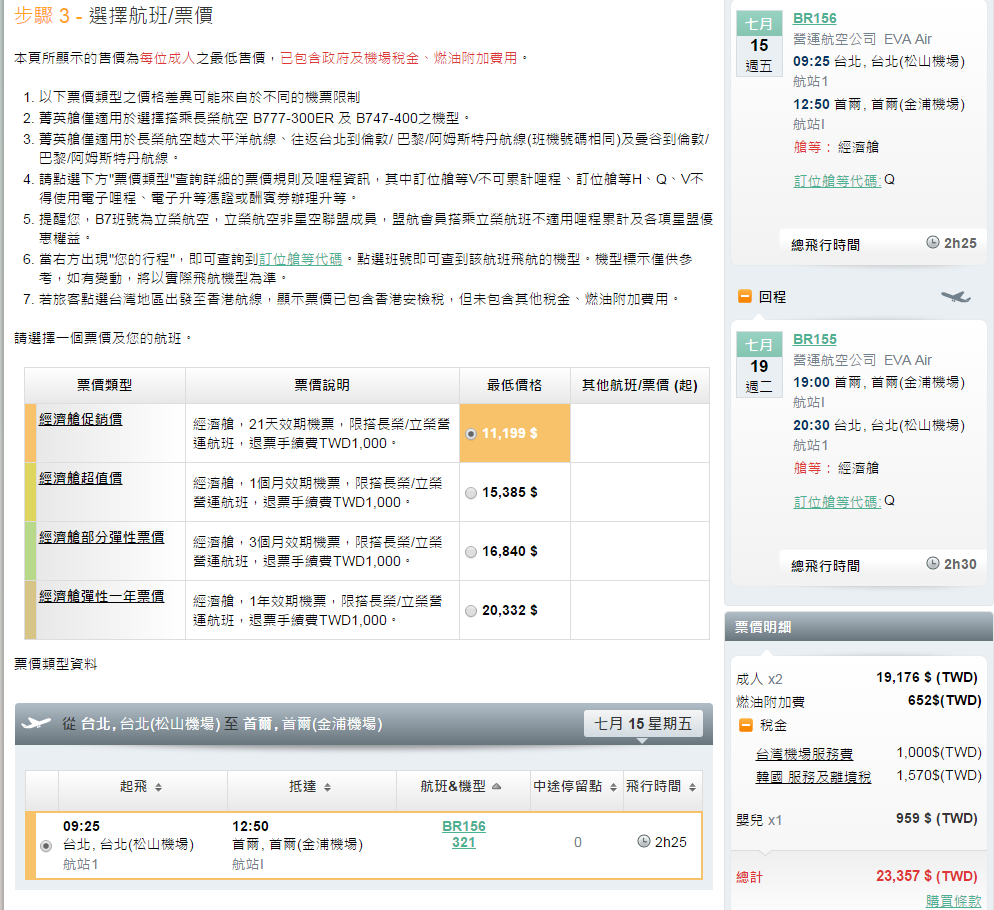 步驟 3 - 選擇航班/票價
本頁所顯示的售價為每位成人之最低售價，已包含政府及機場稅金、燃油附加費用。
1. 以下票價類型之價格差異可能來自於不同的機票限制
2. 菁英艙僅適用於選擇搭乘長榮航空 B777-300ER 及 B747-400之機型。
3. 菁英艙僅適用於長榮航空越太平洋航線、往返台北到倫敦/ 巴黎/阿姆斯特丹航線(班機號碼相同)及曼谷到倫敦/
巴黎/阿姆斯特丹航線。
4. 請點選下方"票價類型"查詢詳細的票價規則及哩程資訊，其中訂位艙等V不可累計哩程、訂位艙等H、Q、V不
得使用電子哩程、電子升等憑證或酬賓券辦理升等。
5. 提醒您，B7班號為立榮航空，立榮航空非星空聯盟成員，盟航會員搭乘立榮航班不適用哩程累計及各項星盟優
惠權益。
6. 當右方出現"您的行程"，即可查詢到訂位艙等代碼。點選班號即可查到該航班飛航的機型。機型標示僅供參
考，如有變動，將以實際飛航機型為準。
7. 若旅客點選台灣地區出發至香港航線，顯示票價已包含香港安檢稅，但未包含其他稅金、燃油附加費用。
請選擇一個票價及您的航班。
票價類型 票價說明 最低價格 其他航班/票價 (起)
經濟艙促銷價 經濟艙，21天效期機票，限搭長榮/立榮營
運航班，退票手續費TWD1,000。 11,199 $
經濟艙超值價 經濟艙，1個月效期機票，限搭長榮/立榮
營運航班，退票手續費TWD1,000。 15,385 $
經濟艙部分彈性票價 經濟艙，3個月效期機票，限搭長榮/立榮
營運航班，退票手續費TWD1,000。 16,840 $
經濟艙彈性一年票價 經濟艙，1年效期機票，限搭長榮/立榮營
運航班，退票手續費TWD1,000。 20,332 $
票價類型資料
從 台北, 台北(松山機場) 至 首爾, 首爾(金浦機場) 七月 15 星期五
起飛 抵達 航班&機型 中途停留點 飛行時間
09:25 12:50 BR156
台北, 台北(松山機場) 首爾, 首爾(金浦機場) 321 0 2h25
航站1 航站I
七月 BR156
15 營運航空公司 EVA Air
週五 09:25 台北, 台北(松山機場)
航站1
12:50 首爾, 首爾(金浦機場)
航站I
艙等： 經濟艙
訂位艙等代碼: Q
總飛行時間 2h25
回程
七月 BR155
19 營運航空公司 EVA Air
週二 19:00 首爾, 首爾(金浦機場)
航站I
20:30 台北, 台北(松山機場)
航站1
艙等： 經濟艙
訂位艙等代碼: Q
總飛行時間 2h30
票價明細
成人 x2 19,176 $ (TWD)
燃油附加費 652$(TWD)
稅金
台灣機場服務費 1,000$(TWD)
韓國 服務及離境稅 1,570$(TWD)
嬰兒 x1 959 $ (TWD)
總計 23,357 $ (TWD)
購買條款